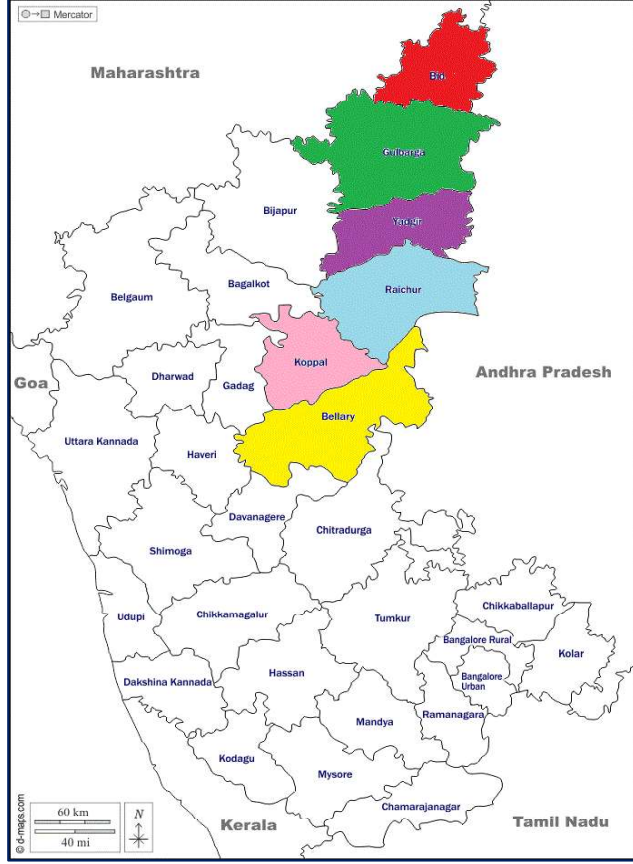 Mercator
Maharashtra
Bid
Gulbarga
Yadgir
Bijapur
Raichur
Bagalkot
Belgaum
Koppal
Andhra Pradesh
Goa
Dharwad
Gadag
Bellary
Uttara Kannada
Haveri
Davanagere
Chitradurga
Shimoga
Chikkaballapur
Udupi
Chikkamagalur
Tumkur
Bangalore Rural
Kolar
Hassan
Bangalore
Urban
Dakshina Kannada
Mandya
Ramanagara
Kodagu
Mysore
Chamarajanagar
60 km
40 mi
N
Kerala
Tamil Nadu
© d-maps.com